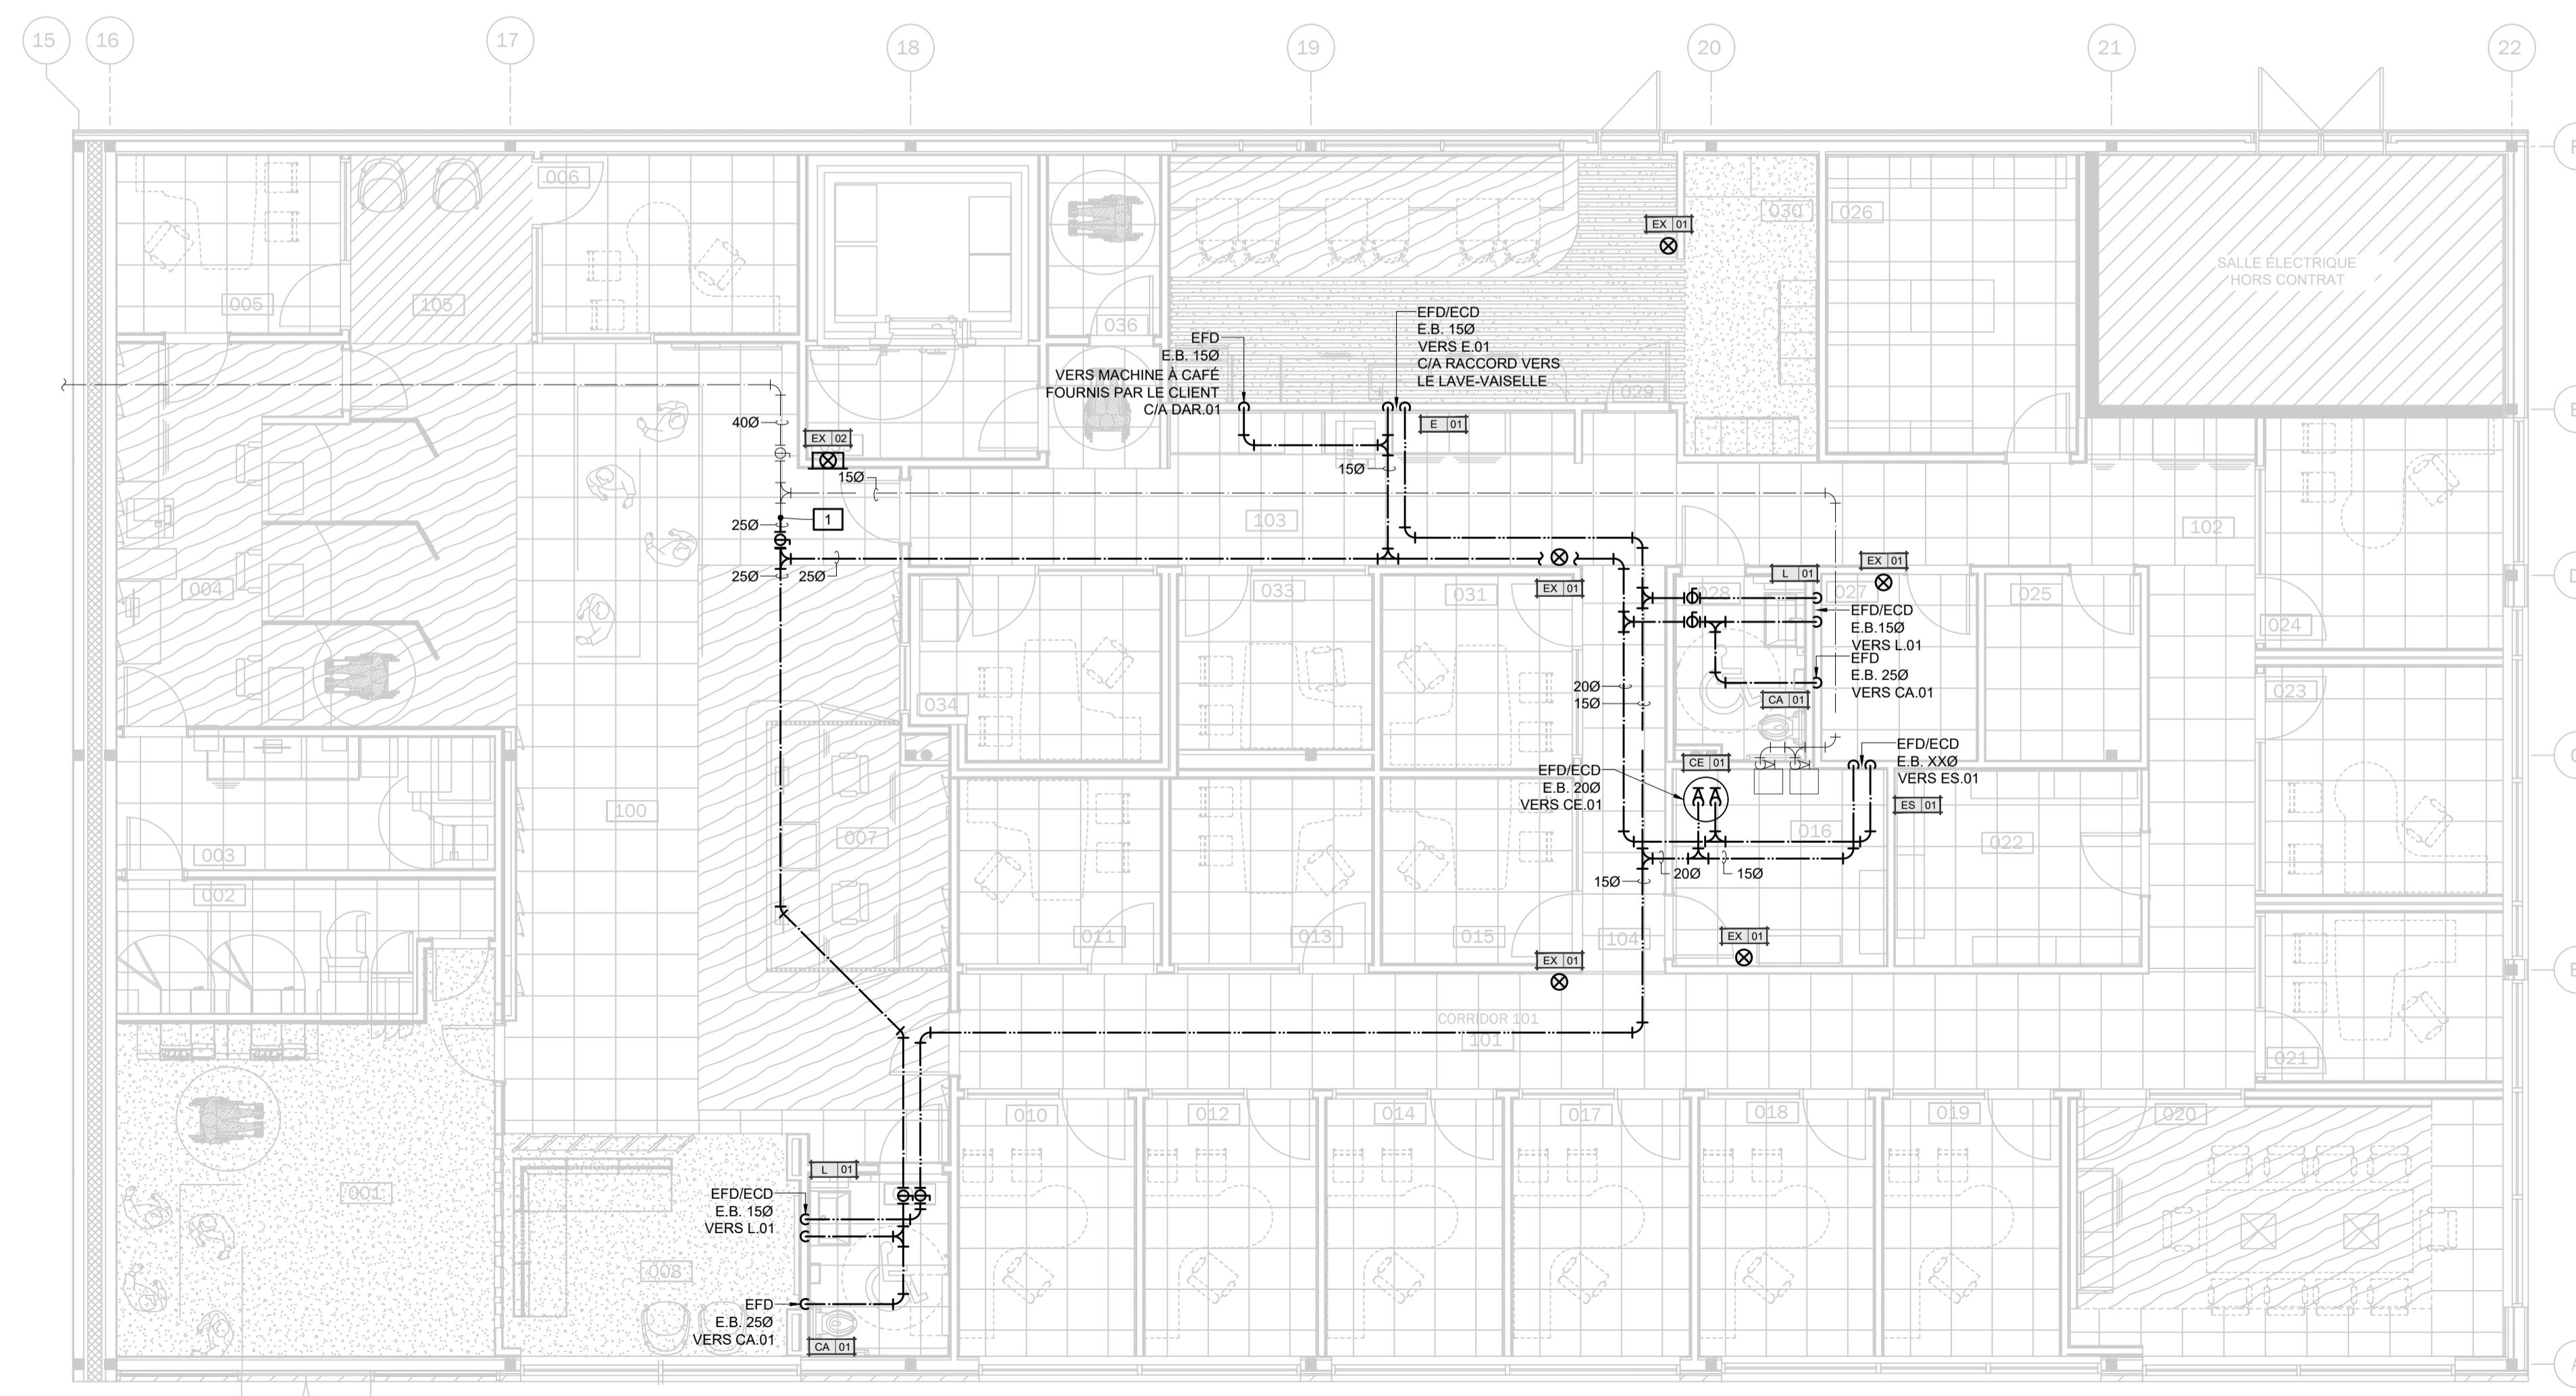 15
16
17
18
19
20
21
22
006
005
105
036
030
026
SALLE ÉLECTRIQUE
HORS CONTRAT
EX 01
EFD
E.B. 15Ø
VERS MACHINE À CAFÉ
FOURNIS PAR LE CLIENT
C/A DAR.01
EFD/ECD
E.B. 15Ø
VERS E.01
C/A RACCORD VERS
LE LAVE-VAISELLE
029
E 01
40Ø
EX 02
15Ø
15Ø
25Ø
1
103
102
25Ø
25Ø
004
033
031
EX 01
L 01
EX 01
028
027
025
024
EFD/ECD
E.B.15Ø
VERS L.01
EFD
E.B. 25Ø
VERS CA.01
034
20Ø
15Ø
CA 01
023
EFD/ECD
E.B. 20Ø
VERS CE.01
CE 01
EFD/ECD
E.B. XXØ
VERS ES.01
ES 01
100
007
016
022
003
002
15Ø
20Ø
15Ø
011
013
015
104
EX 01
EX 01
CORRIDOR 101
101
021
010
012
014
017
018
019
020
001
L 01
EFD/ECD
E.B. 15Ø
VERS L.01
008
EFD
E.B. 25Ø
VERS CA.01
CA 01